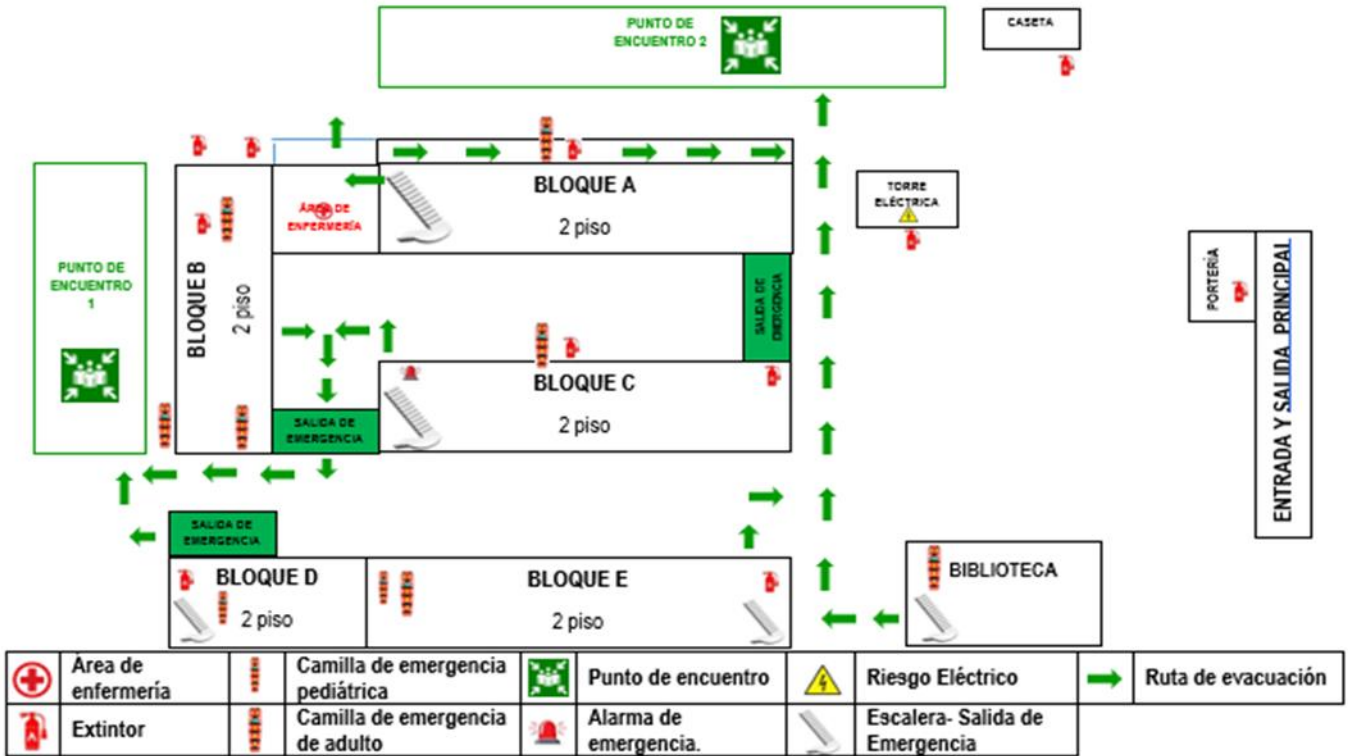 PUNTO DE
ENCUENTRO 2
CASETA
BLOQUE A
2 piso
ÁREA DE
ENFERMERÍA
TORRE
ELÉCTRICA
PUNTO DE
ENCUENTRO
1
BLOQUE B
2 piso
SALIDA DE
EMERGENCIA
PORTERÍA
ENTRADA Y SALIDA PRINCIPAL
BLOQUE C
2 piso
SALIDA DE
EMERGENCIA
SALIDA DE
EMERGENCIA
BLOQUE D
2 piso
BLOQUE E
2 piso
BIBLIOTECA
Área de
enfermería
Camilla de emergencia
pediátrica
Punto de encuentro
Riesgo Eléctrico
Ruta de evacuación
A
Extintor
Camilla de emergencia
de adulto
Alarma de
emergencia.
Escalera- Salida de
Emergencia